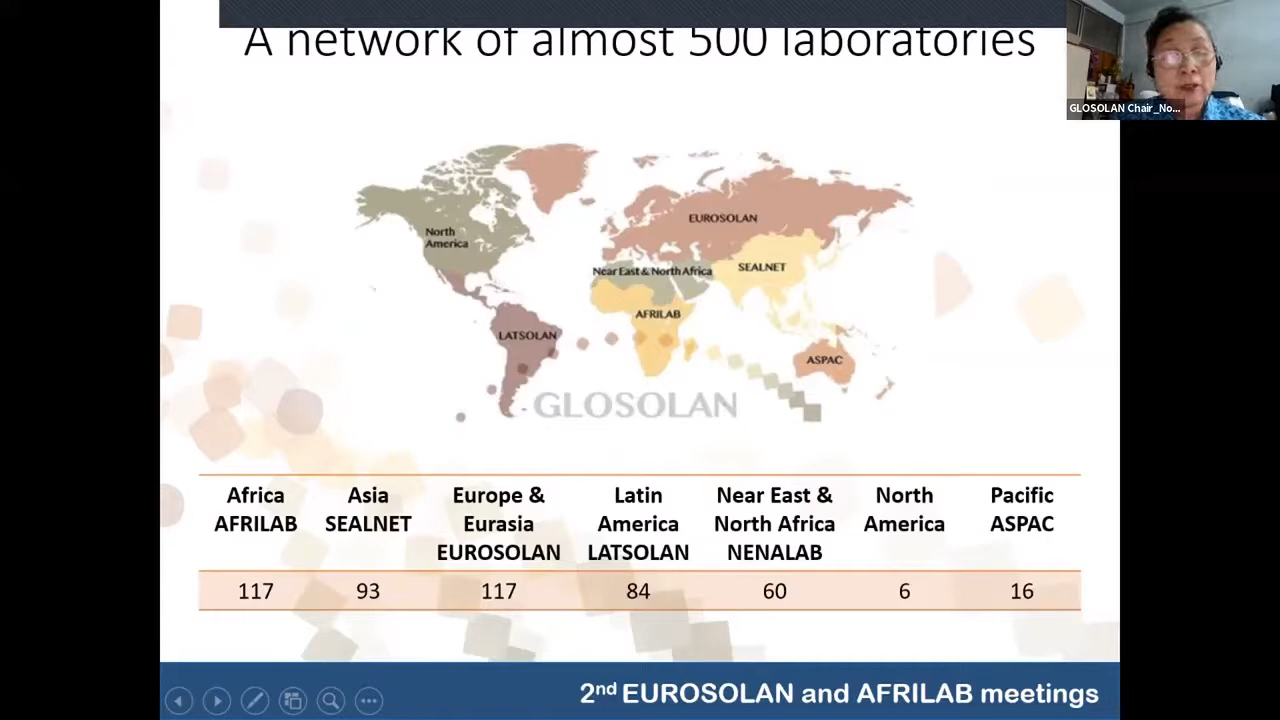 A network of almost 500 laboratories
GLOSOLAN Chair_No...
North
America
EUROSOLAN
Near East & North Africa
SEALNET
AFRILAB
LATSOLAN
ASPAC
GLOSOLAN
Africa
AFRILAB
Asia
SEALNET
Europe &
Eurasia
EUROSOLAN
Latin
America
LATSOLAN
Near East &
North Africa
NENALAB
North
America
Pacific
ASPAC
117 93 117 84 60 6 16
2nd EUROSOLAN and AFRILAB meetings